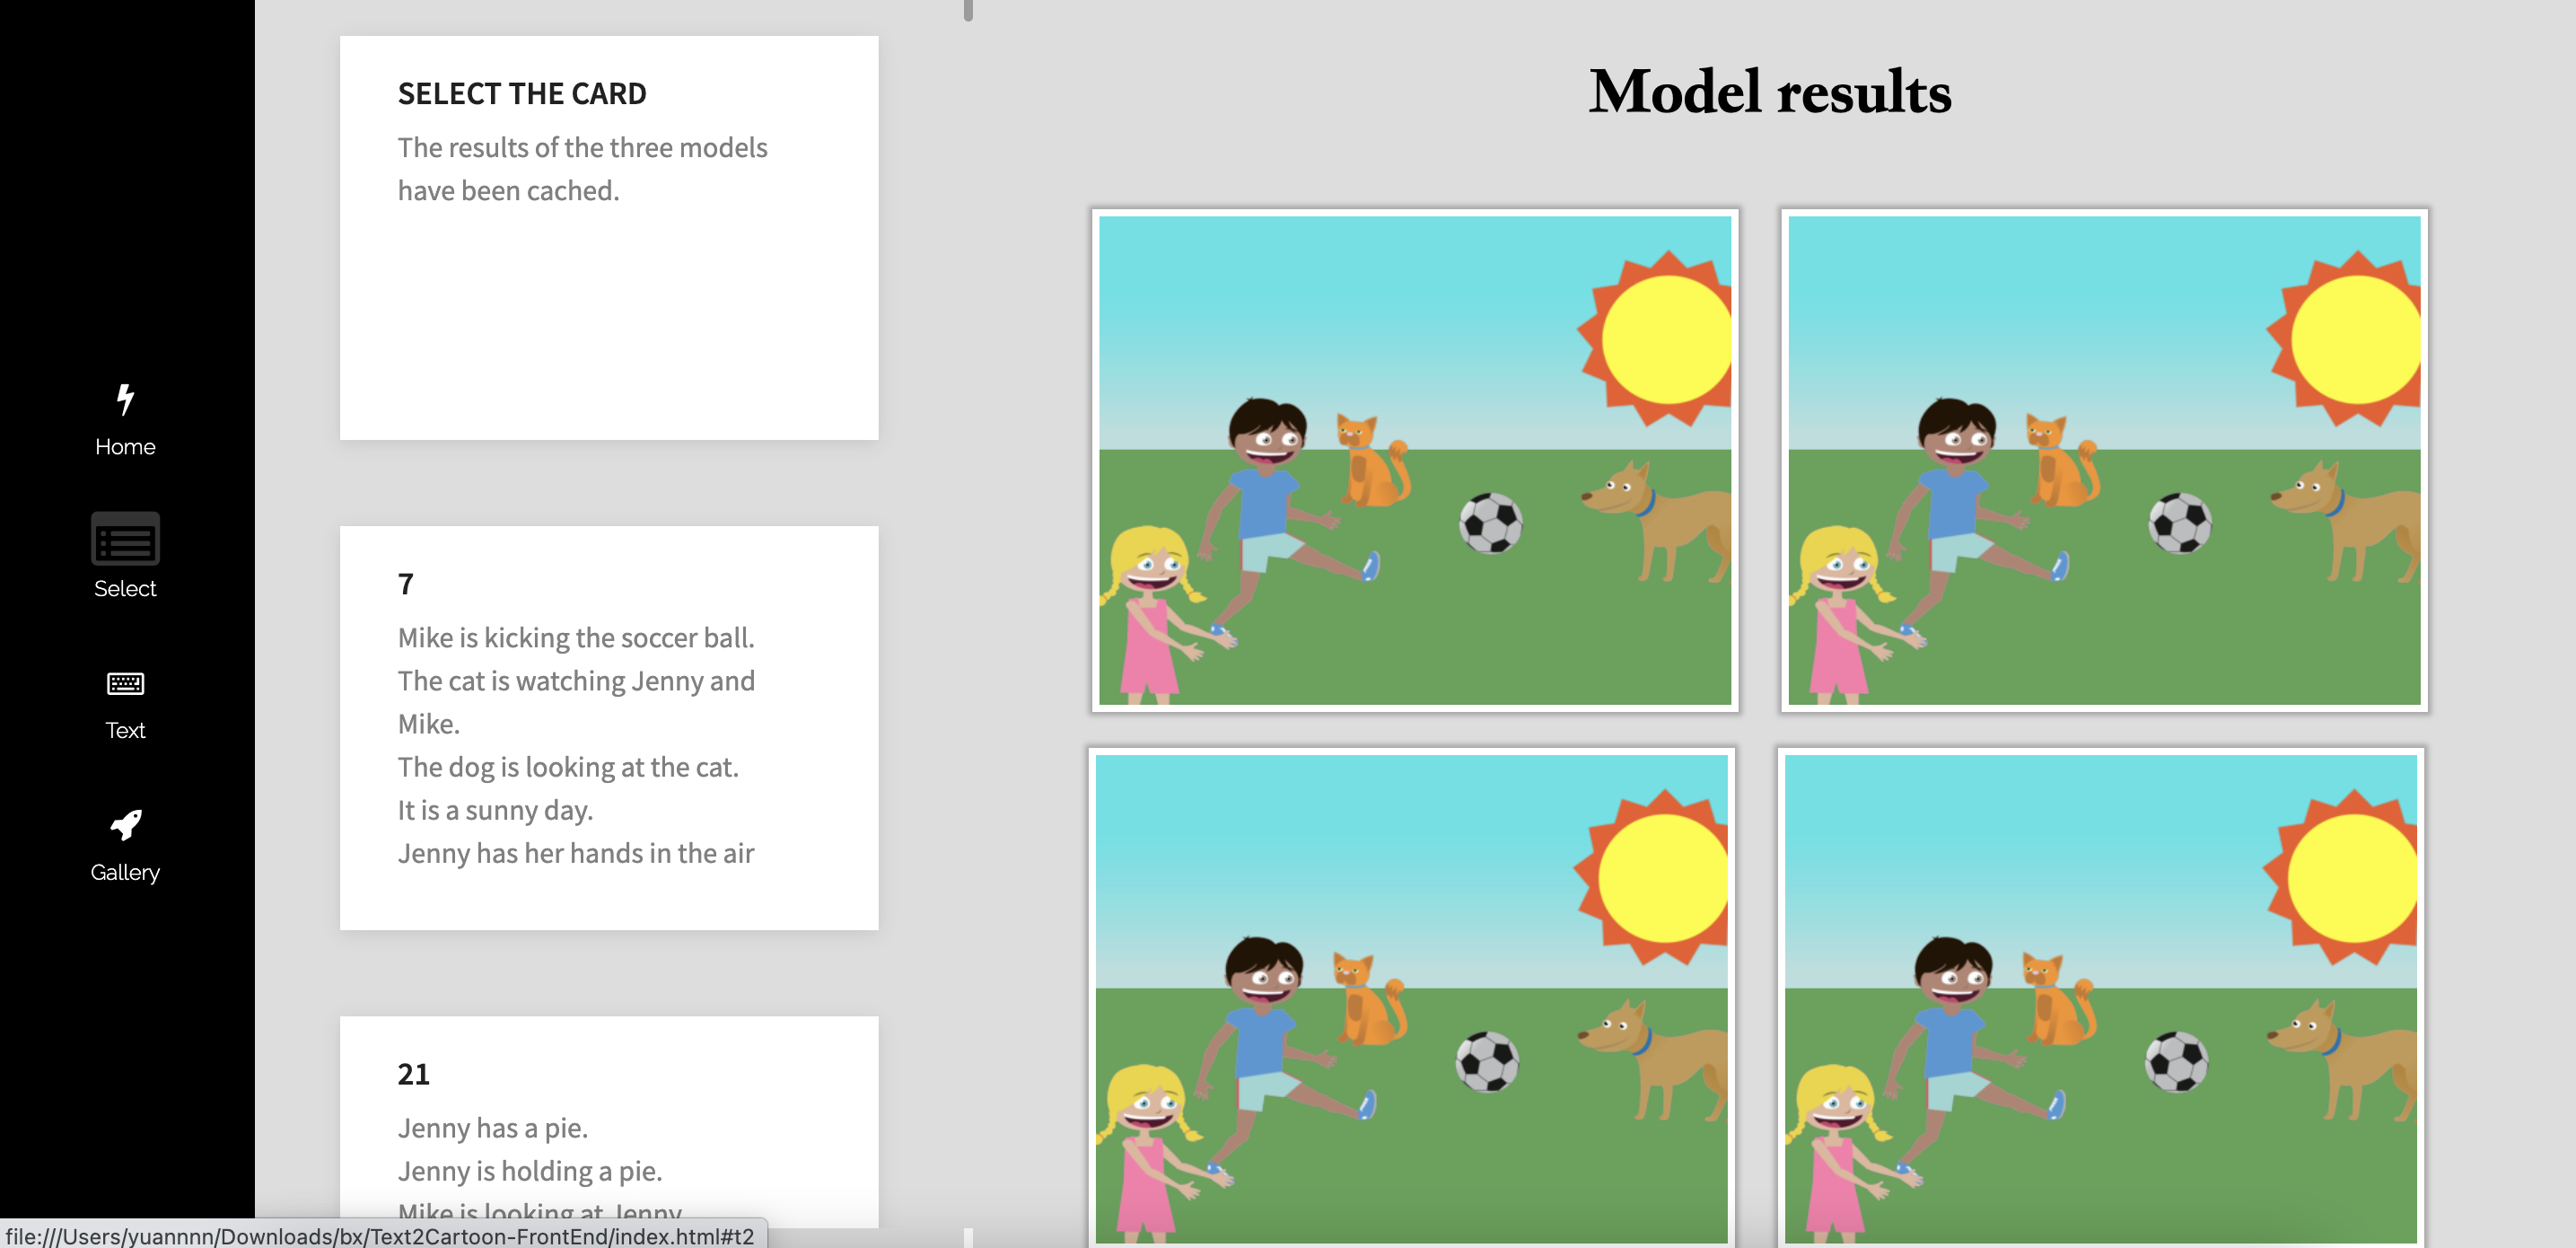 Home
Select
Text
Gallery
SELECT THE CARD
The results of the three models
have been cached.
7
Mike is kicking the soccer ball.
The cat is watching Jenny and
Mike.
The dog is looking at the cat.
It is a sunny day.
Jenny has her hands in the air
21
Jenny has a pie.
Jenny is holding a pie.
Mike is looking at Jenny
Model results
file:///Users/yuannnn/Downloads/bx/Text2Cartoon-FrontEnd/index.html#t2